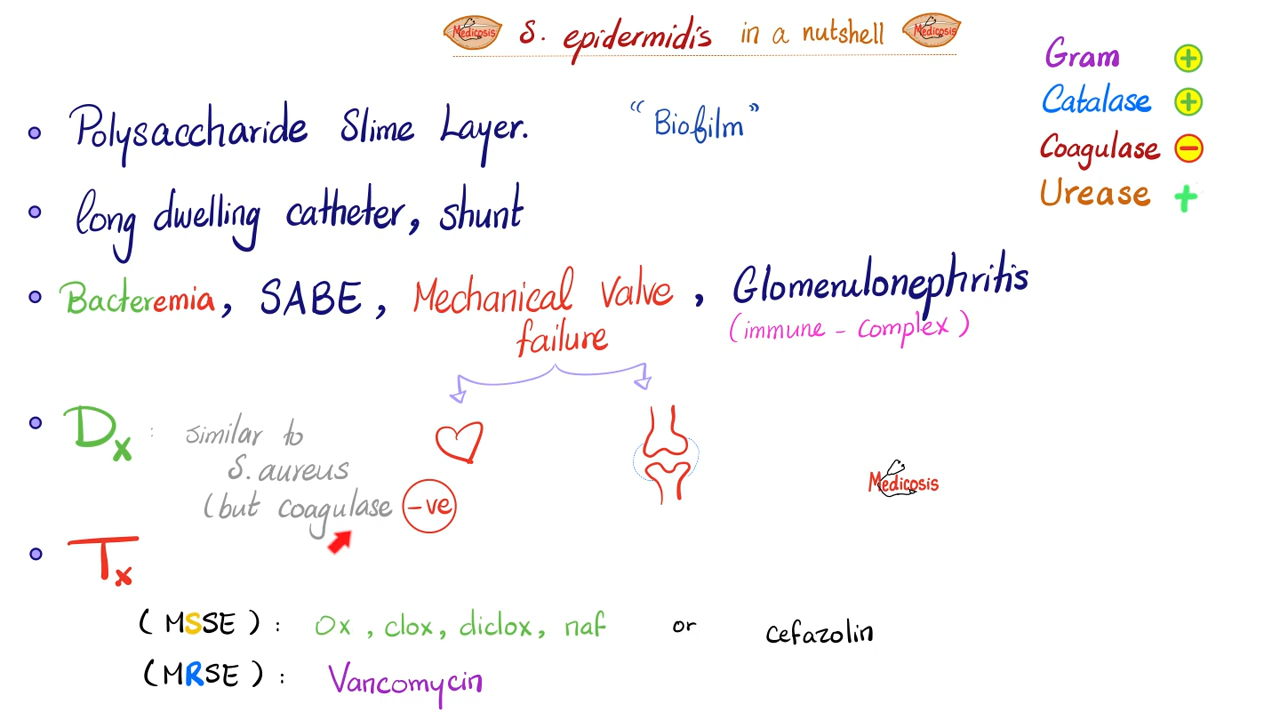 Medicosis S. epidermidis in a nutshell Medicosis
Gram +
Catalase +
Coagulase −
Urease +
• Polysaccharide Slime Layer. "Biofilm"
• long dwelling catheter, shunt
• Bacteremia, SABE, Mechanical Valve failure, Glomerulonephritis
(immune - complex)
• Dx : similar to
S. aureus
(but coagulase -ve
Medicosis
• Tx
(MSSE) : Ox, clox, diclox, naf or cefazolin
(MRSE) : Vancomycin